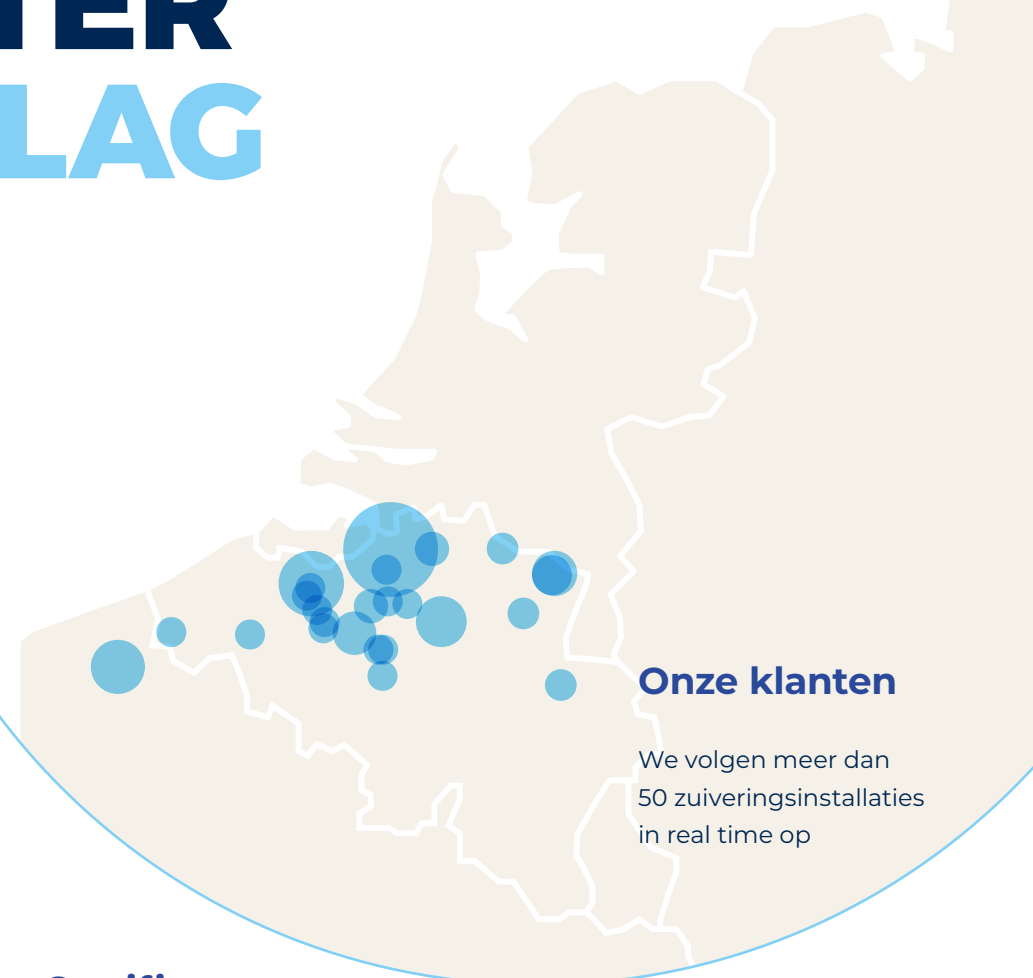 TER
LAG
Onze klanten
We volgen meer dan
50 zuiveringsinstallaties
in real time op